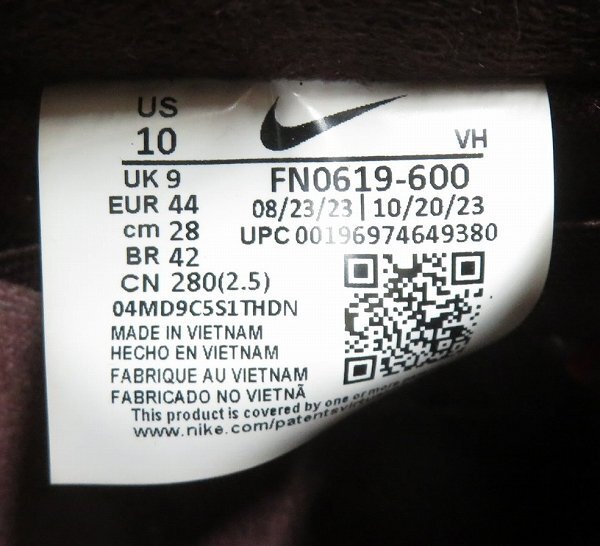 US
10
VH
UK 9
FN0619-600
EUR 44
08/23/23 | 10/20/23
cm 28
UPC 00196974649380
BR 42
CN 280(2.5)
04MD9C5S1THDN
MADE IN VIETNAM
HECHO EN VIETNAM
FABRIQUE AU VIETNAM
FABRICADO NO VIETNÃ
This product is covered by one or more
www.nike.com/patents